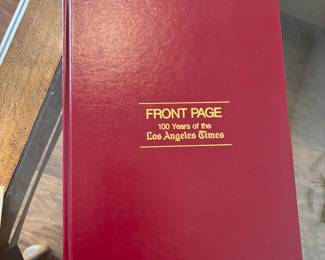 FRONT PAGE
100 Years of the
Los Angeles Times